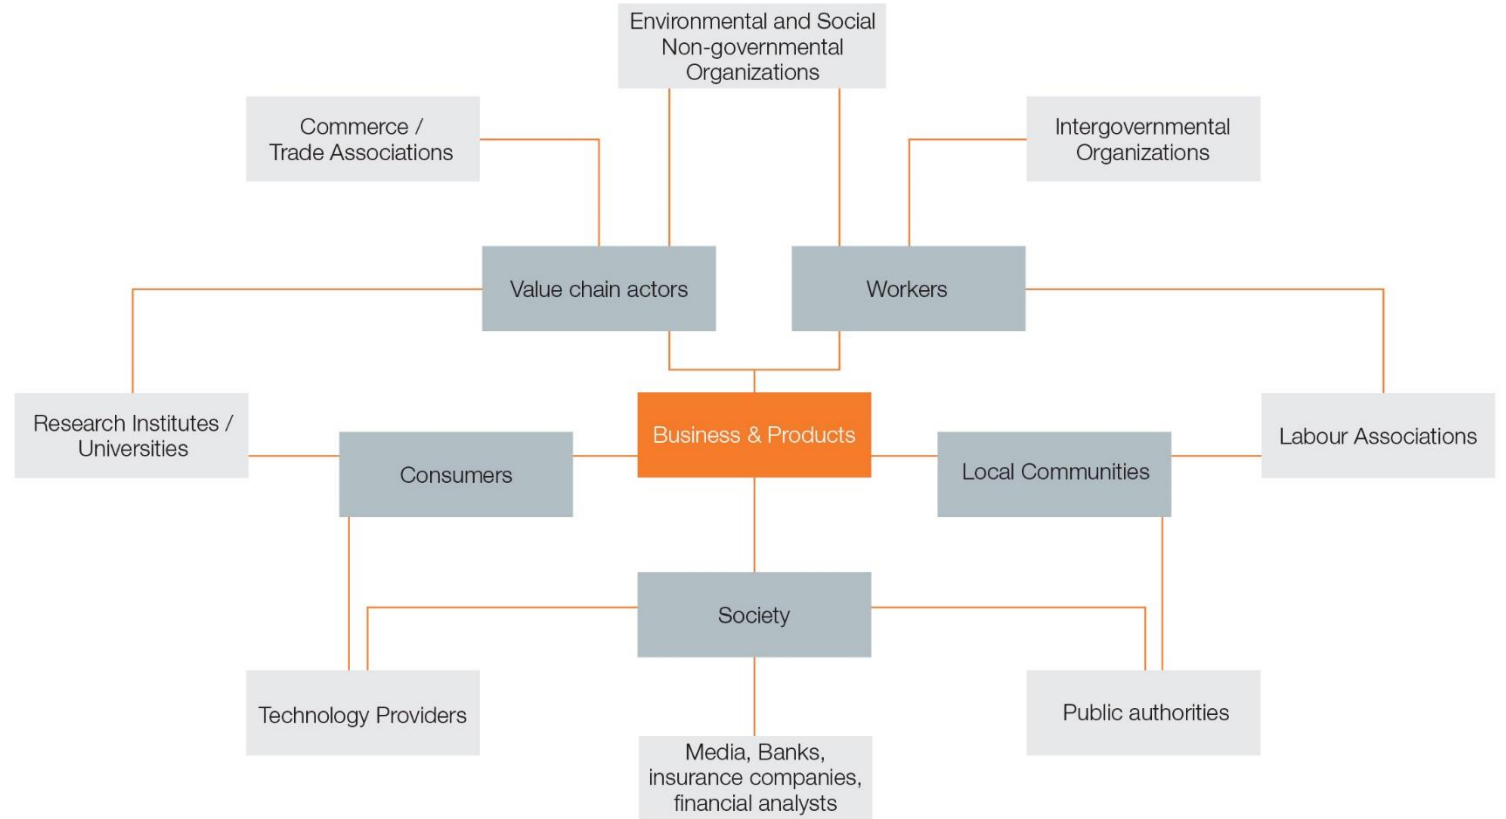 Environmental and Social
Non-governmental
Organizations
Commerce /
Trade Associations
Intergovernmental
Organizations
Value chain actors
Workers
Research Institutes /
Universities
Consumers
Business & Products
Local Communities
Labour Associations
Society
Technology Providers
Public authorities
Media, Banks,
insurance companies,
financial analysts